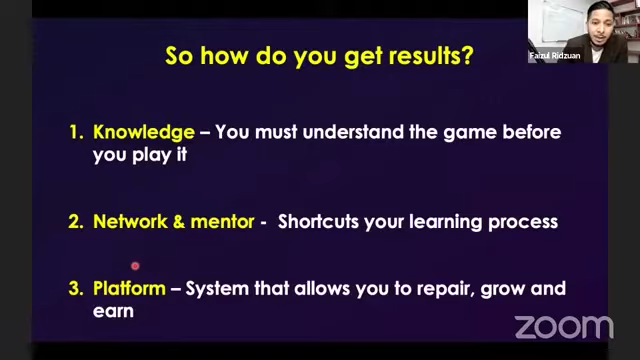 So how do you get results?
Faizul Ridzuan
1. Knowledge – You must understand the game before
you play it
2. Network & mentor - Shortcuts your learning process
3. Platform – System that allows you to repair, grow and
earn
zoom